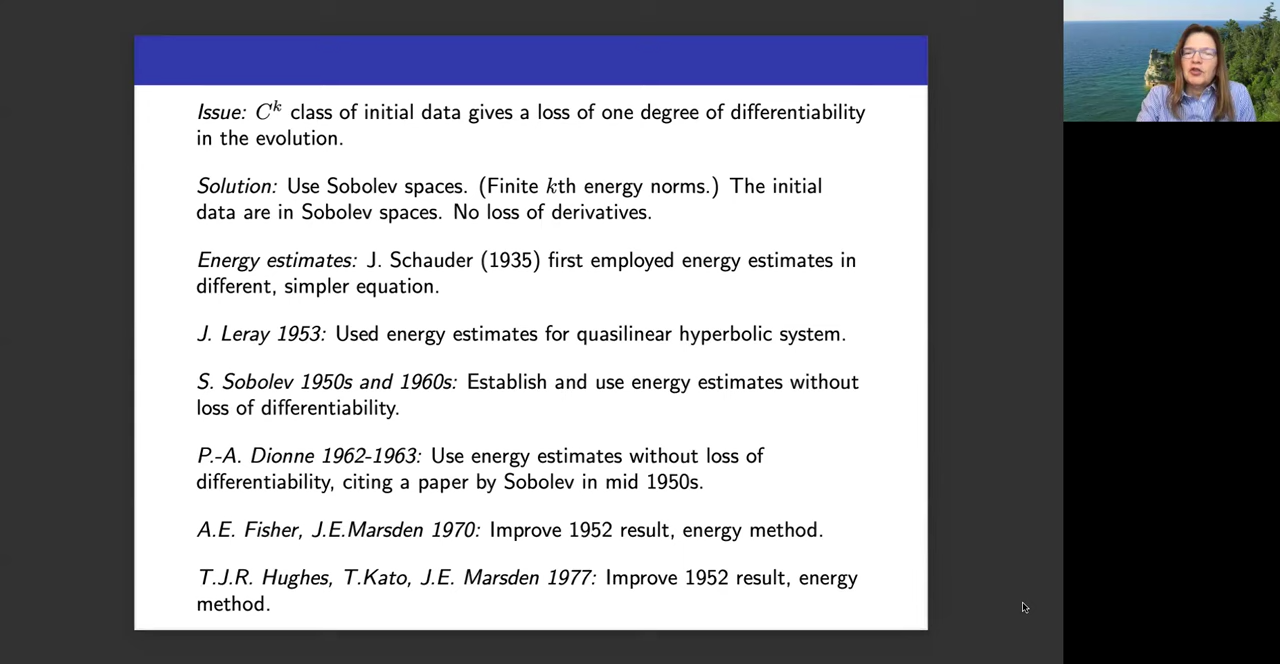 Issue: C^k class of initial data gives a loss of one degree of differentiability
in the evolution.
Solution: Use Sobolev spaces. (Finite kth energy norms.) The initial
data are in Sobolev spaces. No loss of derivatives.
Energy estimates: J. Schauder (1935) first employed energy estimates in
different, simpler equation.
J. Leray 1953: Used energy estimates for quasilinear hyperbolic system.
S. Sobolev 1950s and 1960s: Establish and use energy estimates without
loss of differentiability.
P.-A. Dionne 1962-1963: Use energy estimates without loss of
differentiability, citing a paper by Sobolev in mid 1950s.
A.E. Fisher, J.E.Marsden 1970: Improve 1952 result, energy method.
T.J.R. Hughes, T.Kato, J.E. Marsden 1977: Improve 1952 result, energy
method.